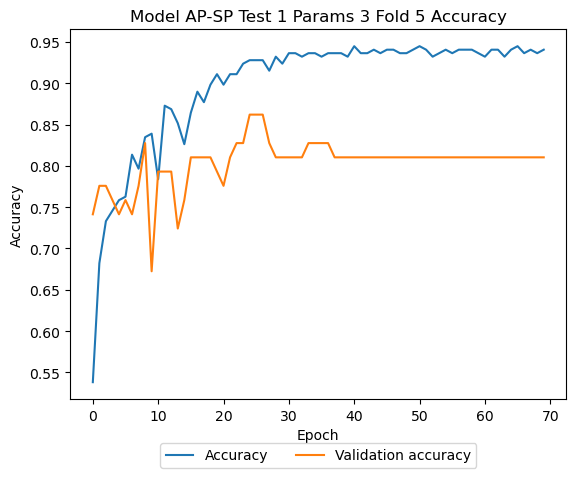 Model AP-SP Test 1 Params 3 Fold 5 Accuracy
0.95
0.90
0.85
0.80
0.75
0.70
0.65
0.60
0.55
Accuracy
0 10 20 30 40 50 60 70
Epoch
Accuracy Validation accuracy